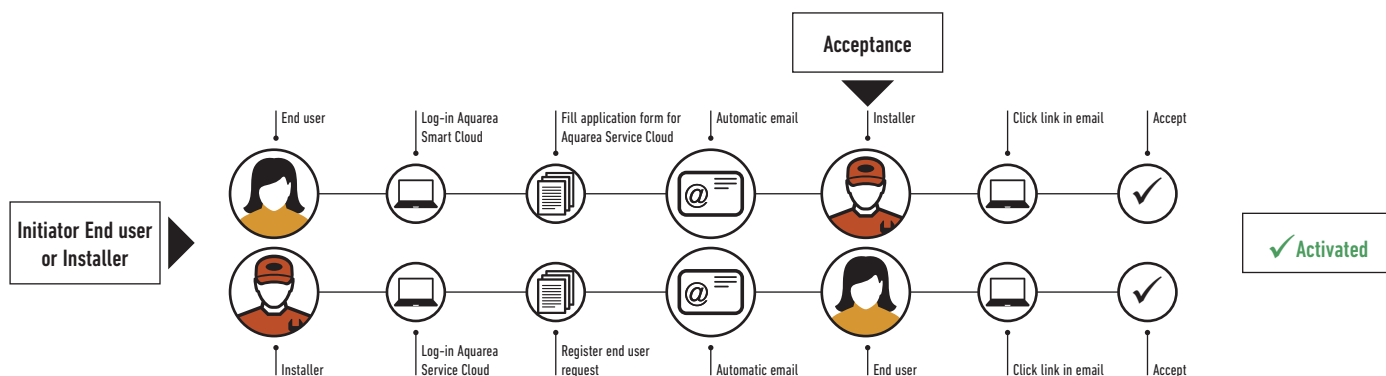 Acceptance
End user
Log-in Aquarea
Smart Cloud
Fill application form for
Aquarea Service Cloud
Automatic email
Installer
Click link in email
Accept
@
Initiator End user
or Installer
Activated
@
Installer
Log-in Aquarea
Service Cloud
Register end user
request
Automatic email
End user
Click link in email
Accept